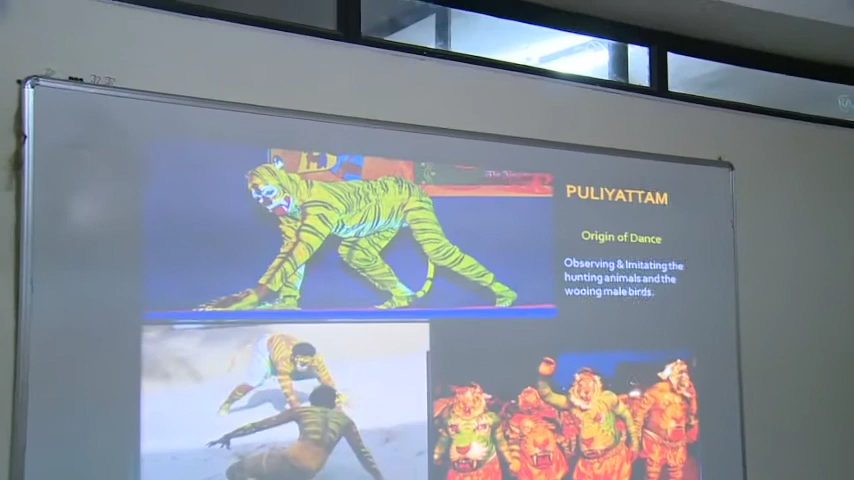 PULIYATTAM
Origin of Dance
Observing & Imitating the
hunting animals and the
wooing male birds.